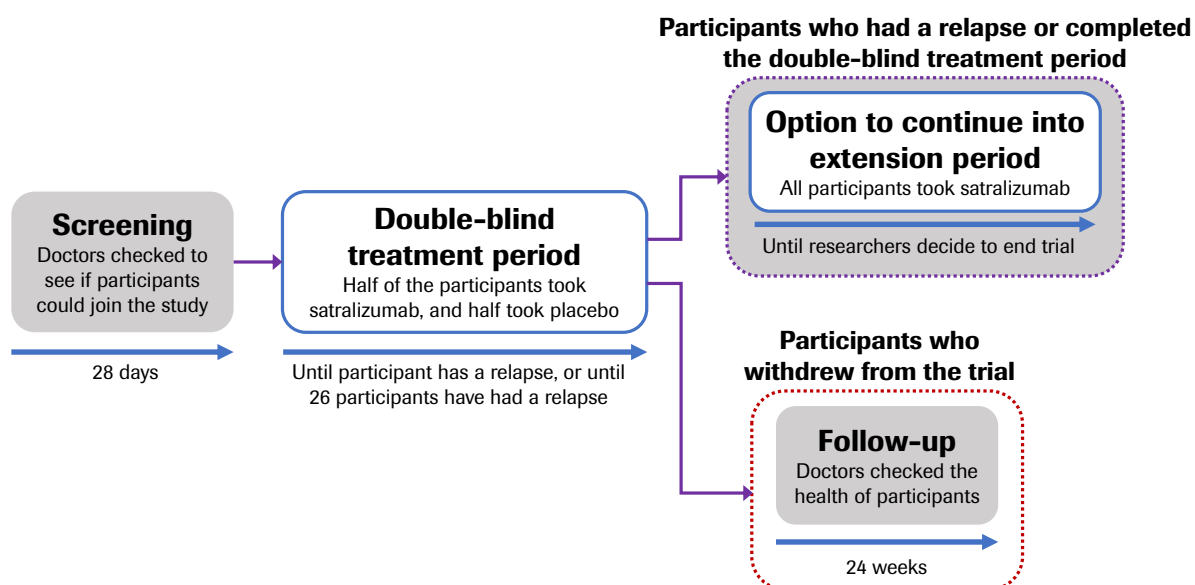 Participants who had a relapse or completed
the double-blind treatment period
Option to continue into
extension period
All participants took satralizumab
Until researchers decide to end trial
Screening
Doctors checked to
see if participants
could join the study
28 days
Double-blind
treatment period
Half of the participants took
satralizumab, and half took placebo
Until participant has a relapse, or until
26 participants have had a relapse
Participants who
withdrew from the trial
Follow-up
Doctors checked the
health of participants
24 weeks